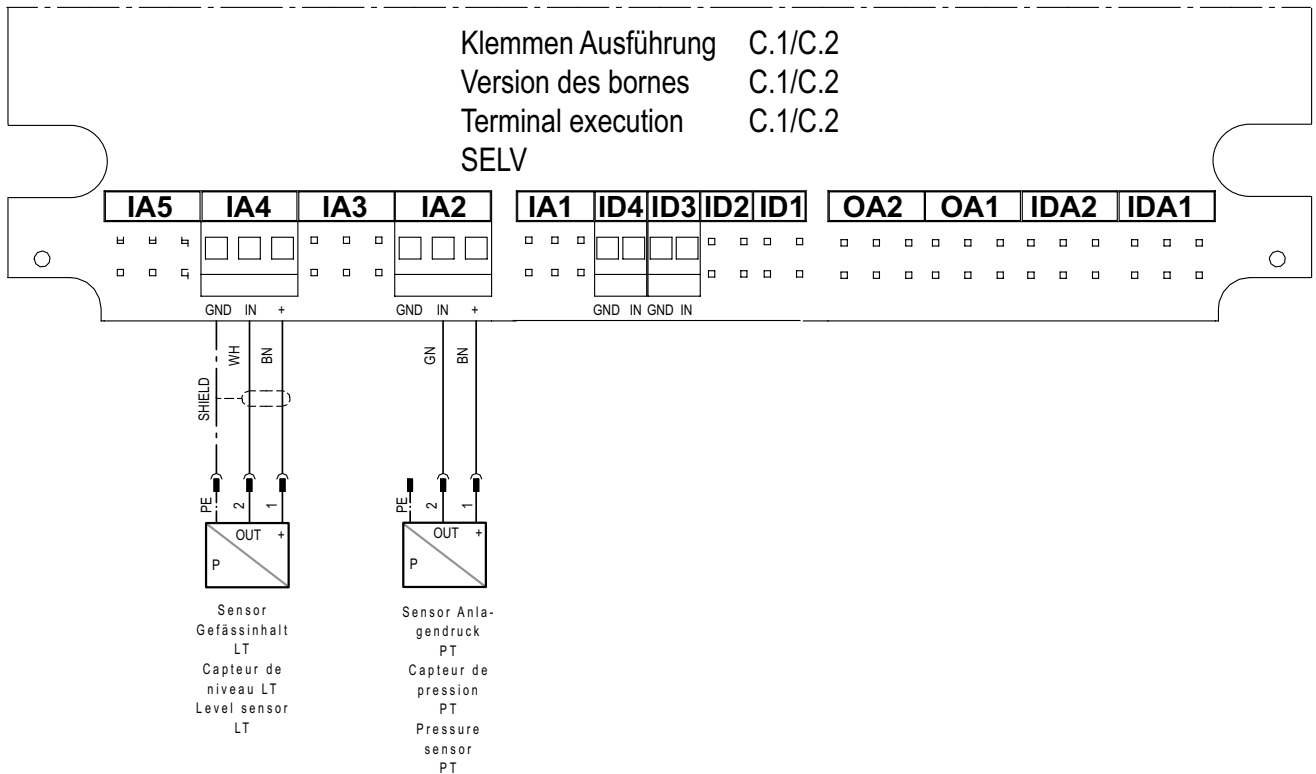 Klemmen Ausführung C.1/C.2
Version des bornes C.1/C.2
Terminal execution C.1/C.2
SELV
IA5 IA4 IA3 IA2 IA1 ID4 ID3 ID2 ID1 OA2 OA1 IDA2 IDA1
GND IN + GND IN + GND IN GND IN
SHIELD WH BN GN BN
PE 2 1 PE 2 1
OUT + OUT +
P P
Sensor
Gefässinhalt
LT
Capteur de
niveau LT
Level sensor
LT
Sensor Anla-
gendruck
PT
Capteur de
pression
PT
Pressure
sensor
PT